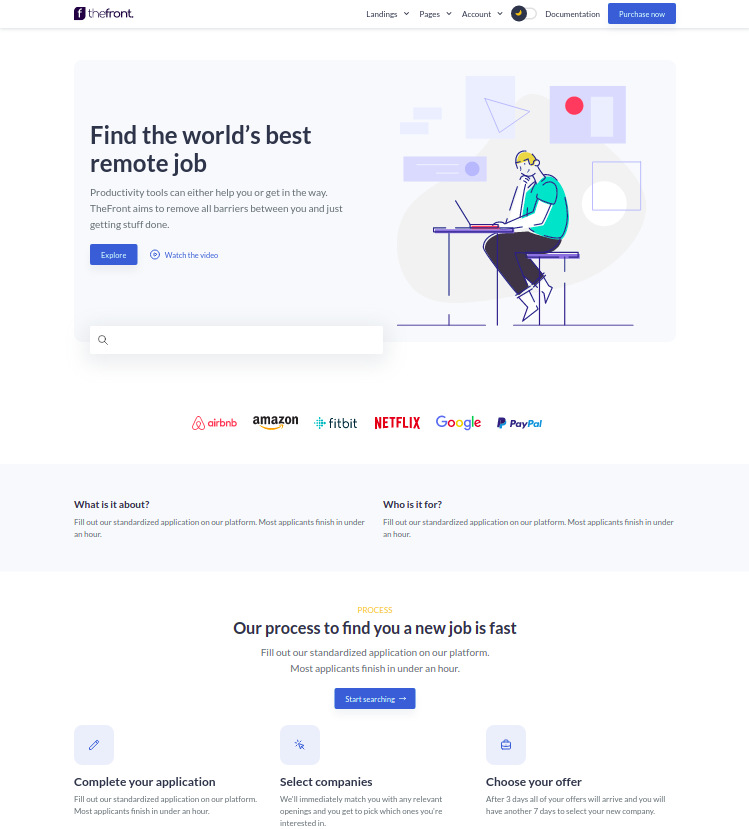 thefront.
Landings
Pages
Account
Documentation
Purchase now
Find the world's best
remote job
Productivity tools can either help you or get in the way.
TheFront aims to remove all barriers between you and just
getting stuff done.
Explore
Watch the video
airbnb
amazon
fitbit
NETFLIX
Google
PayPal
What is it about?
Fill out our standardized application on our platform. Most applicants finish in under
an hour.
Who is it for?
Fill out our standardized application on our platform. Most applicants finish in under
an hour.
PROCESS
Our process to find you a new job is fast
Fill out our standardized application on our platform.
Most applicants finish in under an hour.
Start searching →
Complete your application
Fill out our standardized application on our platform.
Most applicants finish in under an hour.
Select companies
We'll immediately match you with any relevant
openings and you get to pick which ones you're
interested in.
Choose your offer
After 3 days all of your offers will arrive and you will
have another 7 days to select your new company.